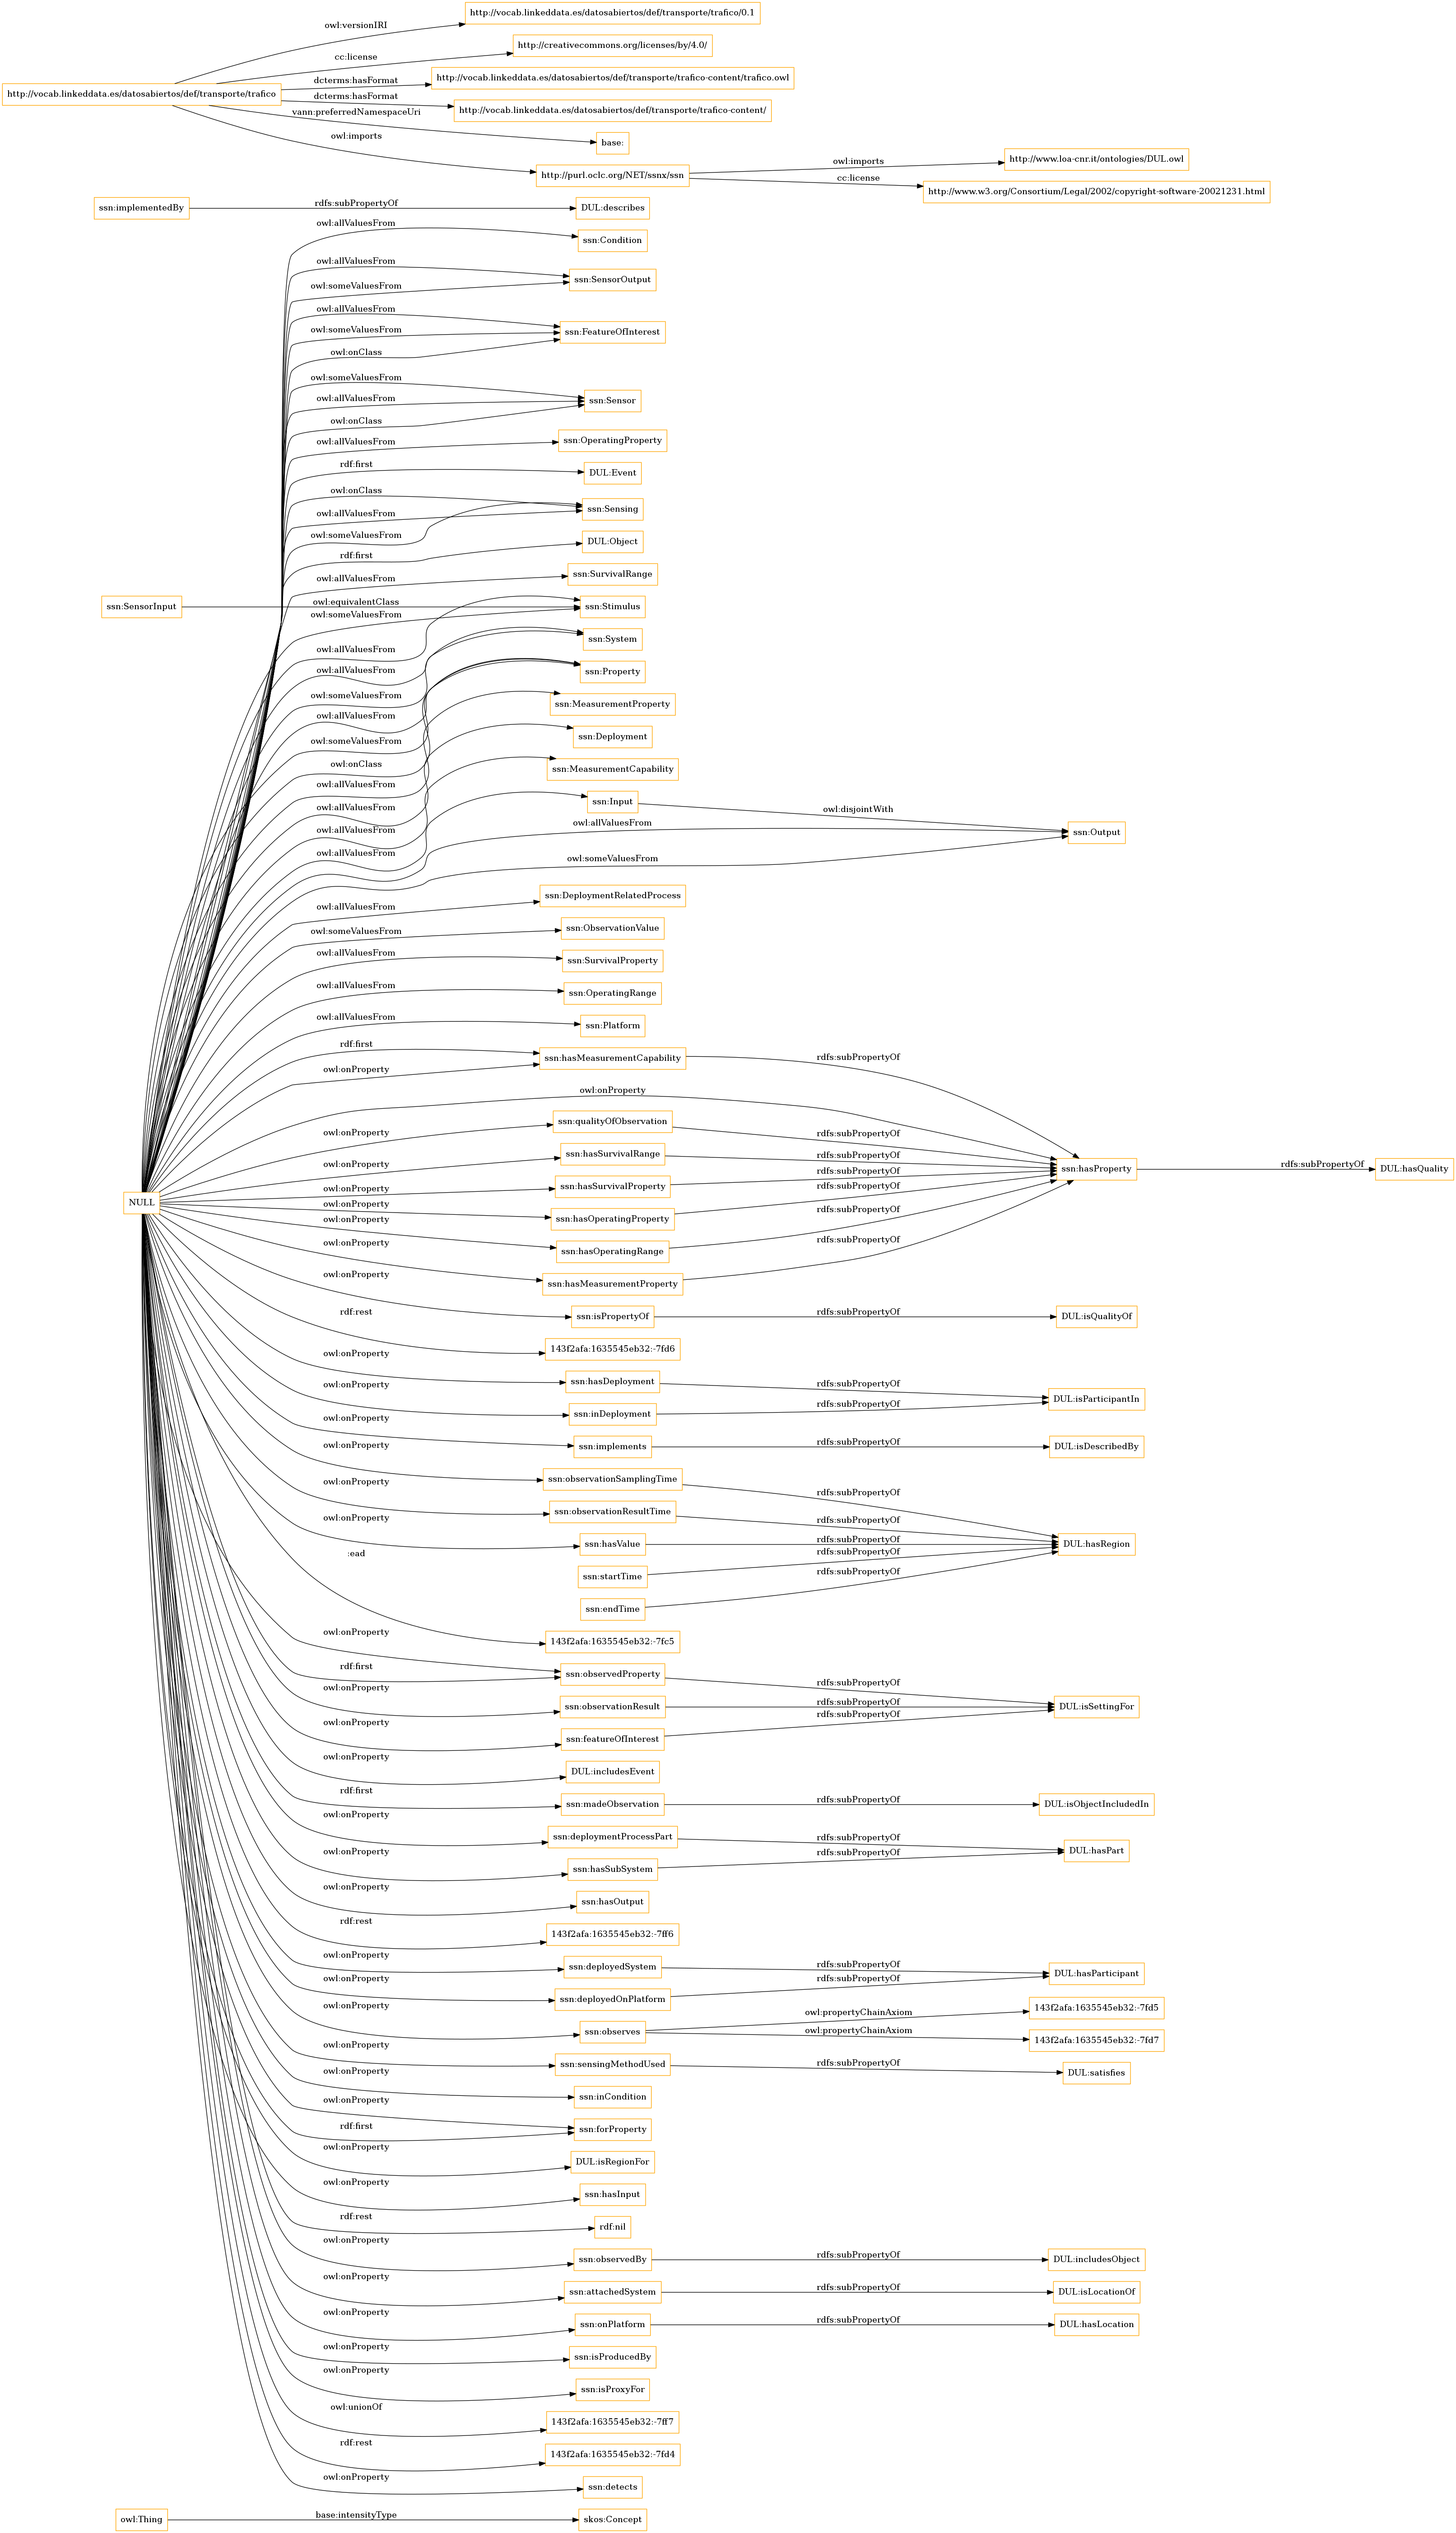 owl:versionIRI
http://vocab.linkeddata.es/datosabiertos/def/transporte/trafico/0.1
cc:license
http://creativecommons.org/licenses/by/4.0/
http://vocab.linkeddata.es/datosabiertos/def/transporte/trafico
dcterms:hasFormat
http://vocab.linkeddata.es/datosabiertos/def/transporte/trafico-content/trafico.owl
dcterms:hasFormat
http://vocab.linkeddata.es/datosabiertos/def/transporte/trafico-content/
vann:preferredNamespaceUri
base:
owl:imports
http://purl.oclc.org/NET/ssnx/ssn
owl:imports
http://www.loa-cnr.it/ontologies/DUL.owl
cc:license
http://www.w3.org/Consortium/Legal/2002/copyright-software-20021231.html
ssn:implementedBy
rdfs:subPropertyOf
DUL:describes
owl:allValuesFrom
ssn:Condition
owl:allValuesFrom
ssn:SensorOutput
owl:someValuesFrom
owl:allValuesFrom
ssn:FeatureOfInterest
owl:someValuesFrom
owl:onClass
owl:someValuesFrom
ssn:Sensor
owl:allValuesFrom
owl:onClass
owl:allValuesFrom
ssn:OperatingProperty
rdf:first
DUL:Event
owl:onClass
ssn:Sensing
owl:allValuesFrom
owl:someValuesFrom
DUL:Object
rdf:first
owl:allValuesFrom
ssn:SurvivalRange
ssn:SensorInput
owl:equivalentClass
ssn:Stimulus
owl:someValuesFrom
owl:allValuesFrom
ssn:System
owl:allValuesFrom
ssn:Property
owl:someValuesFrom
ssn:MeasurementProperty
owl:allValuesFrom
ssn:Deployment
owl:someValuesFrom
owl:onClass
ssn:MeasurementCapability
owl:allValuesFrom
ssn:Input
owl:disjointWith
owl:allValuesFrom
owl:allValuesFrom
ssn:Output
owl:allValuesFrom
owl:allValuesFrom
owl:someValuesFrom
ssn:DeploymentRelatedProcess
owl:allValuesFrom
ssn:ObservationValue
owl:someValuesFrom
ssn:SurvivalProperty
owl:allValuesFrom
ssn:OperatingRange
owl:allValuesFrom
ssn:Platform
owl:allValuesFrom
rdf:first
ssn:hasMeasurementCapability
rdfs:subPropertyOf
owl:onProperty
owl:onProperty
ssn:qualityOfObservation
owl:onProperty
rdfs:subPropertyOf
ssn:hasSurvivalRange
rdfs:subPropertyOf
owl:onProperty
ssn:hasProperty
rdfs:subPropertyOf
DUL:hasQuality
ssn:hasSurvivalProperty
rdfs:subPropertyOf
owl:onProperty
NULL
owl:onProperty
ssn:hasOperatingProperty
rdfs:subPropertyOf
owl:onProperty
ssn:hasOperatingRange
rdfs:subPropertyOf
owl:onProperty
ssn:hasMeasurementProperty
rdfs:subPropertyOf
owl:onProperty
ssn:isPropertyOf
rdfs:subPropertyOf
DUL:isQualityOf
rdf:rest
143f2afa:1635545eb32:-7fd6
owl:onProperty
ssn:hasDeployment
rdfs:subPropertyOf
DUL:isParticipantIn
owl:onProperty
ssn:inDeployment
rdfs:subPropertyOf
owl:onProperty
ssn:implements
rdfs:subPropertyOf
DUL:isDescribedBy
owl:onProperty
ssn:observationSamplingTime
rdfs:subPropertyOf
owl:onProperty
ssn:observationResultTime
rdfs:subPropertyOf
owl:onProperty
ssn:hasValue
rdfs:subPropertyOf
DUL:hasRegion
:ead
ssn:startTime
rdfs:subPropertyOf
ssn:endTime
rdfs:subPropertyOf
143f2afa:1635545eb32:-7fc5
owl:onProperty
ssn:observedProperty
rdfs:subPropertyOf
rdf:first
owl:onProperty
ssn:observationResult
rdfs:subPropertyOf
DUL:isSettingFor
owl:onProperty
ssn:featureOfInterest
rdfs:subPropertyOf
owl:onProperty
DUL:includesEvent
rdf:first
ssn:madeObservation
rdfs:subPropertyOf
DUL:isObjectIncludedIn
owl:onProperty
ssn:deploymentProcessPart
rdfs:subPropertyOf
DUL:hasPart
owl:onProperty
ssn:hasSubSystem
rdfs:subPropertyOf
owl:onProperty
ssn:hasOutput
rdf:rest
143f2afa:1635545eb32:-7ff6
owl:onProperty
ssn:deployedSystem
rdfs:subPropertyOf
DUL:hasParticipant
owl:onProperty
ssn:deployedOnPlatform
rdfs:subPropertyOf
owl:onProperty
ssn:observes
owl:propertyChainAxiom
143f2afa:1635545eb32:-7fd5
owl:propertyChainAxiom
143f2afa:1635545eb32:-7fd7
owl:onProperty
ssn:sensingMethodUsed
rdfs:subPropertyOf
DUL:satisfies
owl:onProperty
ssn:inCondition
owl:onProperty
ssn:forProperty
rdf:first
owl:onProperty
DUL:isRegionFor
owl:onProperty
ssn:hasInput
rdf:rest
rdf:nil
owl:onProperty
ssn:observedBy
rdfs:subPropertyOf
DUL:includesObject
owl:onProperty
ssn:attachedSystem
rdfs:subPropertyOf
DUL:isLocationOf
owl:onProperty
ssn:onPlatform
rdfs:subPropertyOf
DUL:hasLocation
owl:onProperty
ssn:isProducedBy
owl:onProperty
ssn:isProxyFor
owl:unionOf
143f2afa:1635545eb32:-7ff7
rdf:rest
143f2afa:1635545eb32:-7fd4
owl:onProperty
ssn:detects
owl:Thing
base:intensityType
skos:Concept